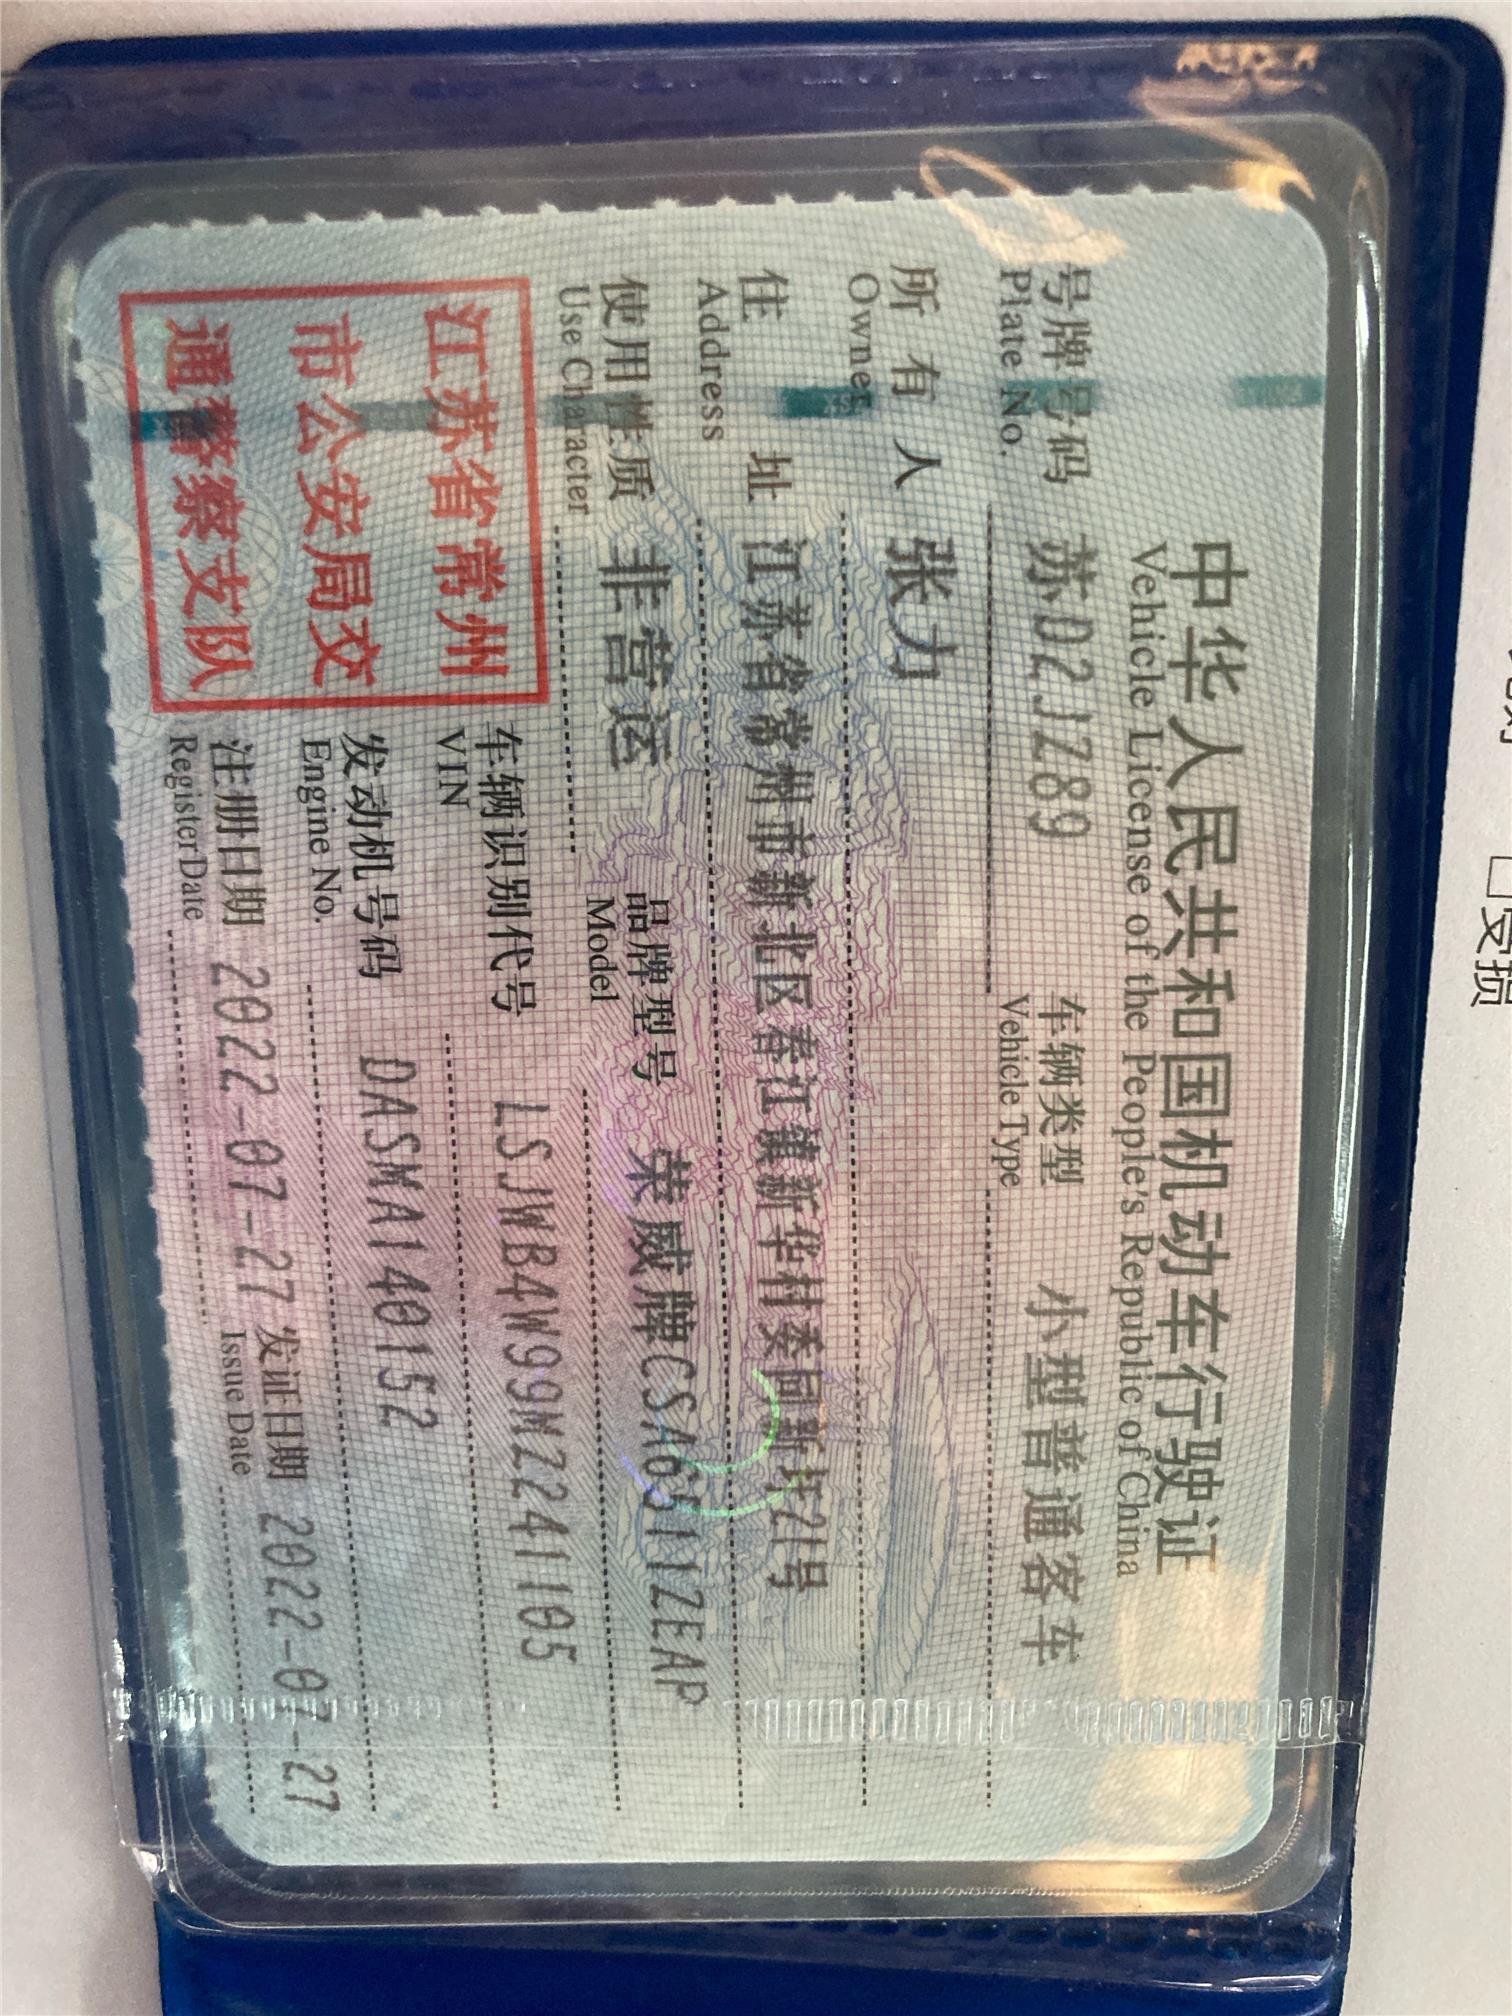 中华人民共和国机动车行驶证
Vehicle License of the People's Republic of China
号牌号码 苏D2JZ89 车辆类型 小型普通客车
Plate No. Vehicle Type
所有人 张力
Owner
住址 江苏省常州市新北区春江镇新华村委同新圩21号
Address
使用性质 非营运 品牌型号 荣威牌CSA6511ZEAP
Use Character Model
江苏省常州
市公安局交
通警察支队
车辆识别代号 LSJWB4W99MZ241105
VIN
发动机号码 DASMA140152
Engine No.
注册日期 2022-07-27 发证日期 2022-07-27
Register Date Issue Date
受损